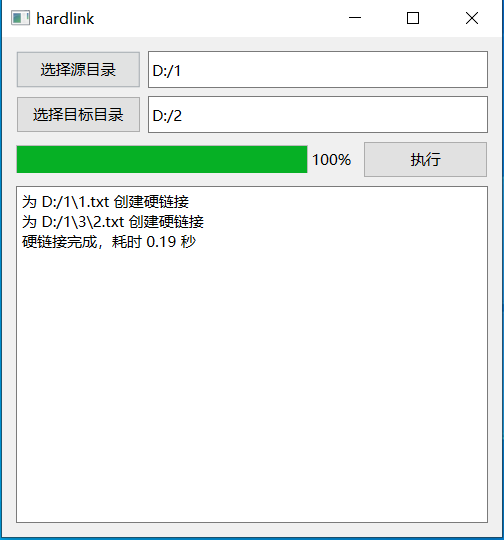 hardlink
选择源目录
D:/1
选择目标目录
D:/2
100%
执行
为 D:/1\1.txt 创建硬链接
为 D:/1\3\2.txt 创建硬链接
硬链接完成，耗时 0.19 秒